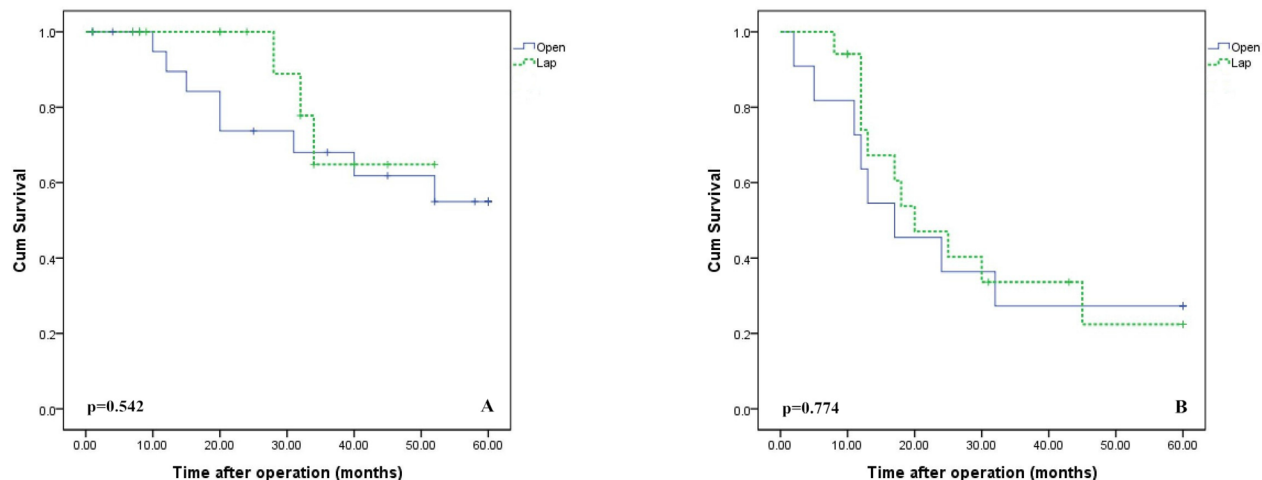 1.0
0.8
0.6
0.4
0.2
0.0
Cum Survival
0.00 10.00 20.00 30.00 40.00 50.00 60.00
Time after operation (months)
Open
Lap
p=0.542
A
1.0
0.8
0.6
0.4
0.2
0.0
Cum Survival
0.00 10.00 20.00 30.00 40.00 50.00 60.00
Time after operation (months)
Open
Lap
p=0.774
B